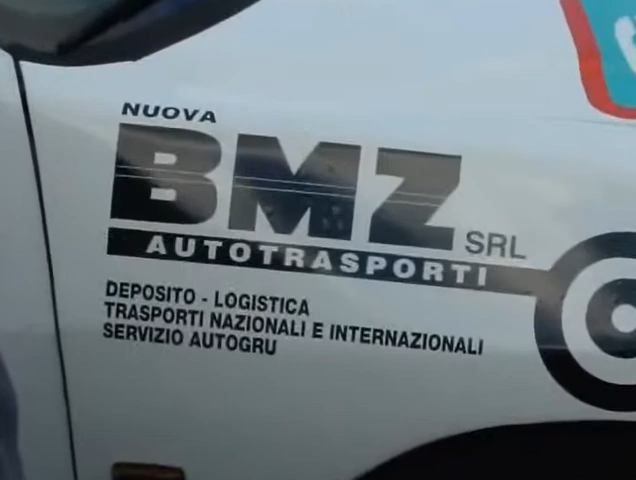 NUOVA
BMZ SRL
AUTOTRASPORTI
DEPOSITO - LOGISTICA
TRASPORTI NAZIONALI E INTERNAZIONALI
SERVIZIO AUTOGRU